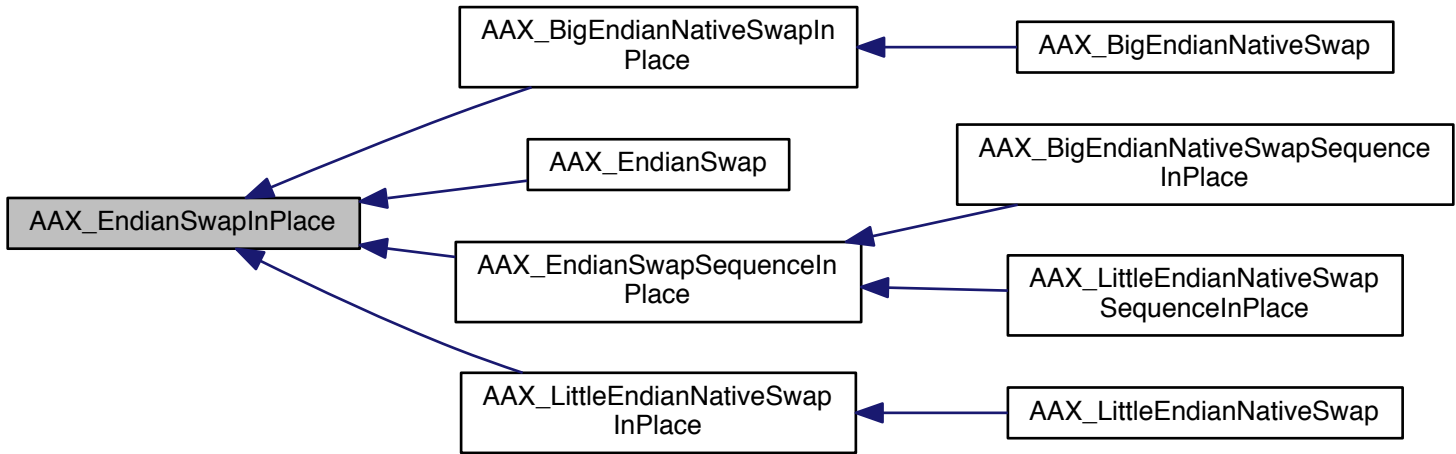 AAX_BigEndianNativeSwapIn
Place
AAX_BigEndianNativeSwap
AAX_EndianSwap
AAX_BigEndianNativeSwapSequence
InPlace
AAX_EndianSwapInPlace
AAX_EndianSwapSequenceIn
Place
AAX_LittleEndianNativeSwap
SequenceInPlace
AAX_LittleEndianNativeSwap
InPlace
AAX_LittleEndianNativeSwap